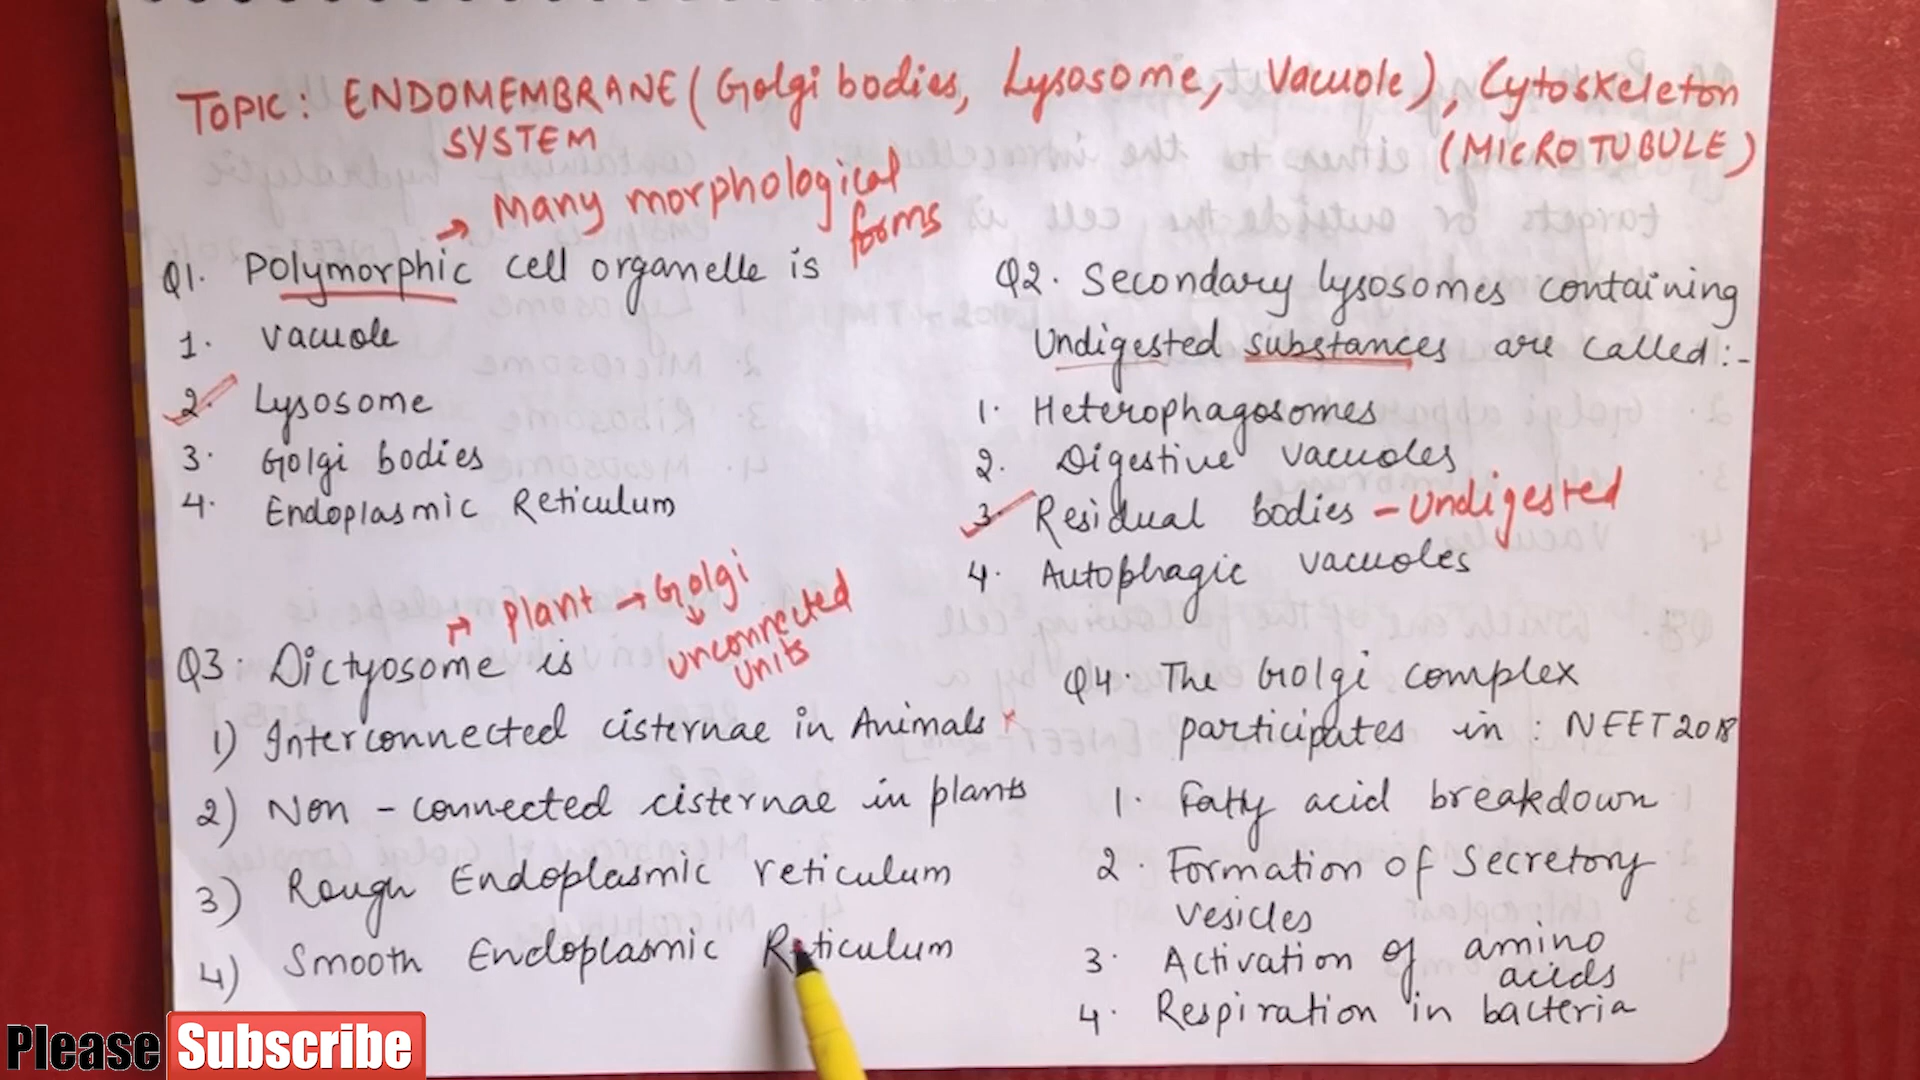 TOPIC: ENDOMEMBRANE (Golgi bodies, Lysosome, Vacuole), Cytoskeleton
SYSTEM
(MICROTUBULE)
→ Many morphological
forms
Q1. Polymorphic cell organelle is
1. Vacuole
2. Lysosome
3. Golgi bodies
4. Endoplasmic Reticulum
Q2. Secondary lysosomes containing
Undigested substances are called:-
1. Heterophagosomes
2. Digestive vacuoles
3. Residual bodies - Undigested
4. Autophagic vacuoles
→ Plant → Golgi
↓
unconnected
units
Q3: Dictyosome is
1) Interconnected cisternae in Animals x
2) Non - connected cisternae in plants
3) Rough Endoplasmic reticulum
4) Smooth Endoplasmic Reticulum
Q4. The Golgi complex
participates in : NEET2018
1. Fatty acid breakdown
2. Formation of Secretory
vesicles
3. Activation of amino
acids
4. Respiration in bacteria
Please Subscribe